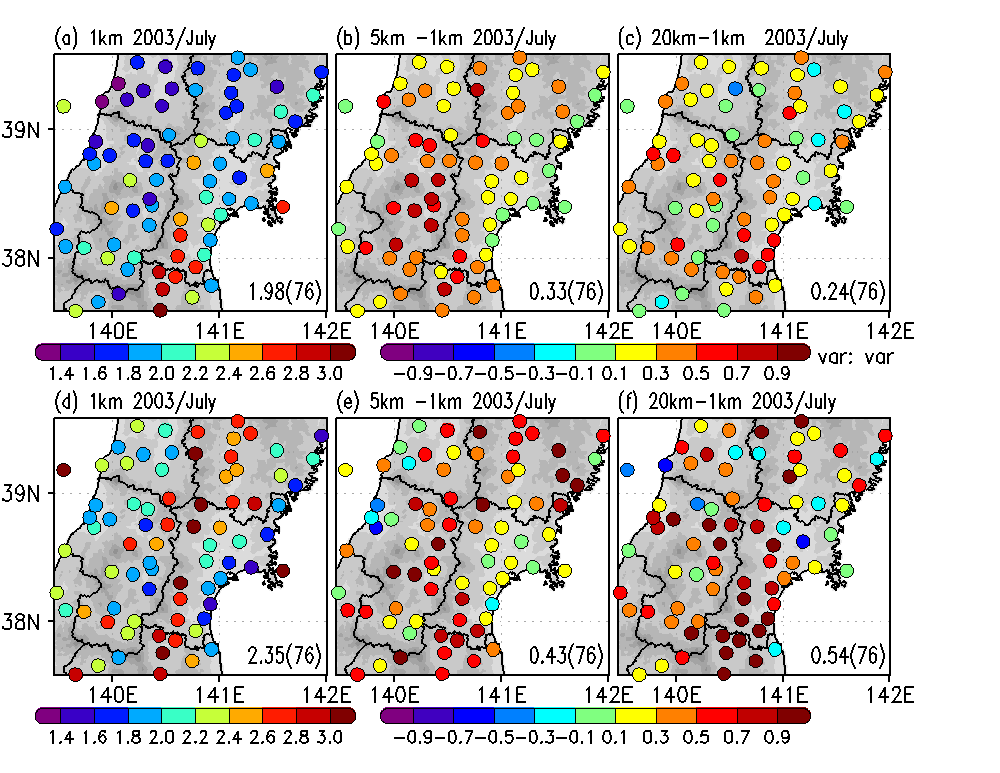 (a) 1km 2003/July
(b) 5km -1km 2003/July
(c) 20km-1km 2003/July
39N
38N
1.98(76)
0.33(76)
0.24(76)
140E 141E 142E
140E 141E 142E
140E 141E 142E
1.4 1.6 1.8 2.0 2.2 2.4 2.6 2.8 3.0
-0.9 -0.7 -0.5 -0.3 -0.1 0.1 0.3 0.5 0.7 0.9
var: var
(d) 1km 2003/July
(e) 5km -1km 2003/July
(f) 20km-1km 2003/July
39N
38N
2.35(76)
0.43(76)
0.54(76)
140E 141E 142E
140E 141E 142E
140E 141E 142E
1.4 1.6 1.8 2.0 2.2 2.4 2.6 2.8 3.0
-0.9 -0.7 -0.5 -0.3 -0.1 0.1 0.3 0.5 0.7 0.9